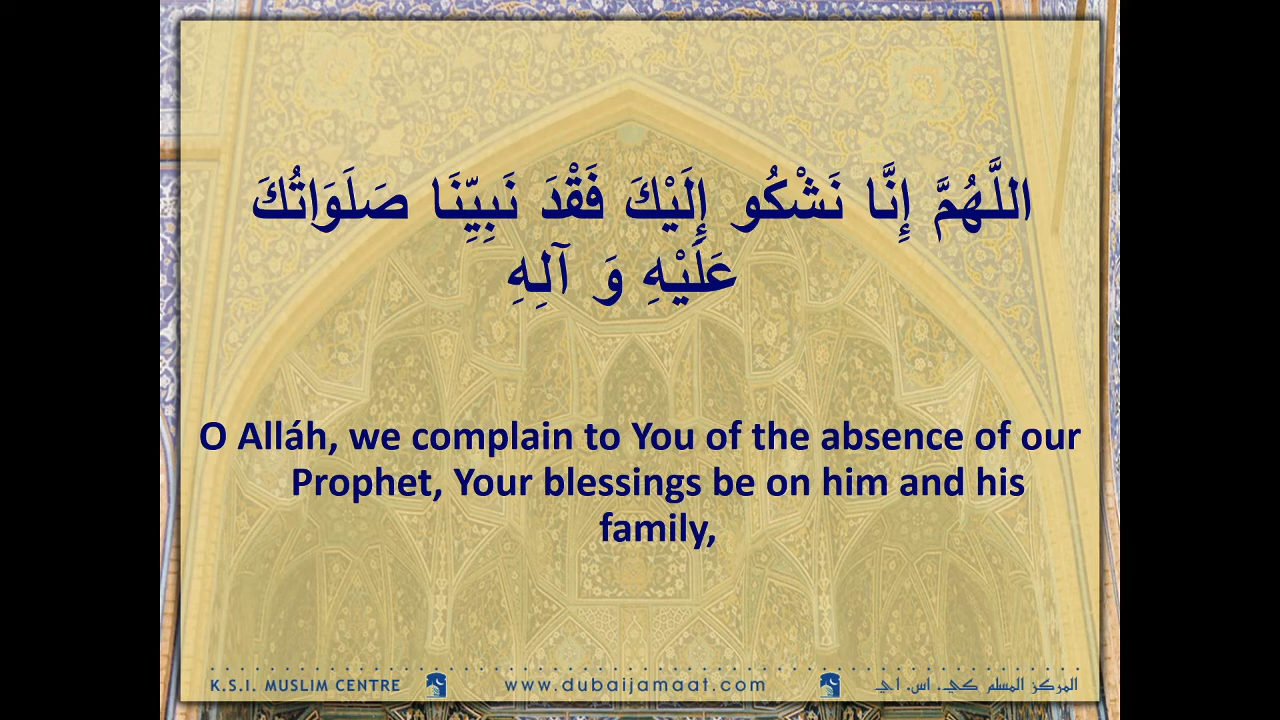 اللَّهُمَّ إِنَّا نَشْكُو إِلَيْكَ فَقْدَ نَبِيِّنَا صَلَوَاتُكَ
عَلَيْهِ وَ آلِهِ
O Alláh, we complain to You of the absence of our
Prophet, Your blessings be on him and his
family,
K.S.I. MUSLIM CENTRE www.dubaijamaat.com المركز المسلم كي. اس. اي